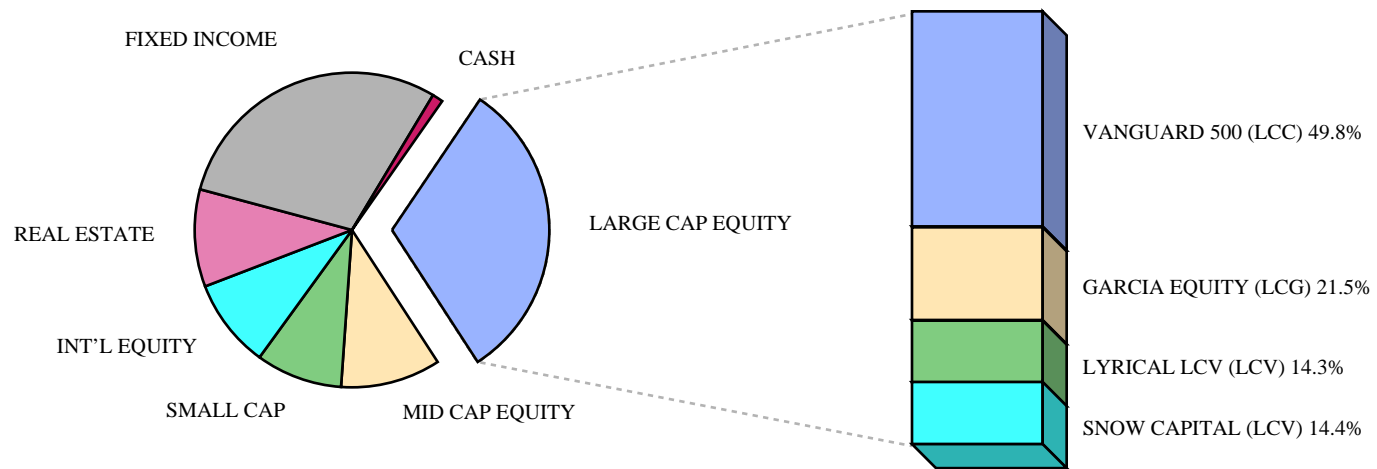 FIXED INCOME
CASH
LARGE CAP EQUITY
REAL ESTATE
INT'L EQUITY
SMALL CAP
MID CAP EQUITY
VANGUARD 500 (LCC) 49.8%
GARCIA EQUITY (LCG) 21.5%
LYRICAL LCV (LCV) 14.3%
SNOW CAPITAL (LCV) 14.4%